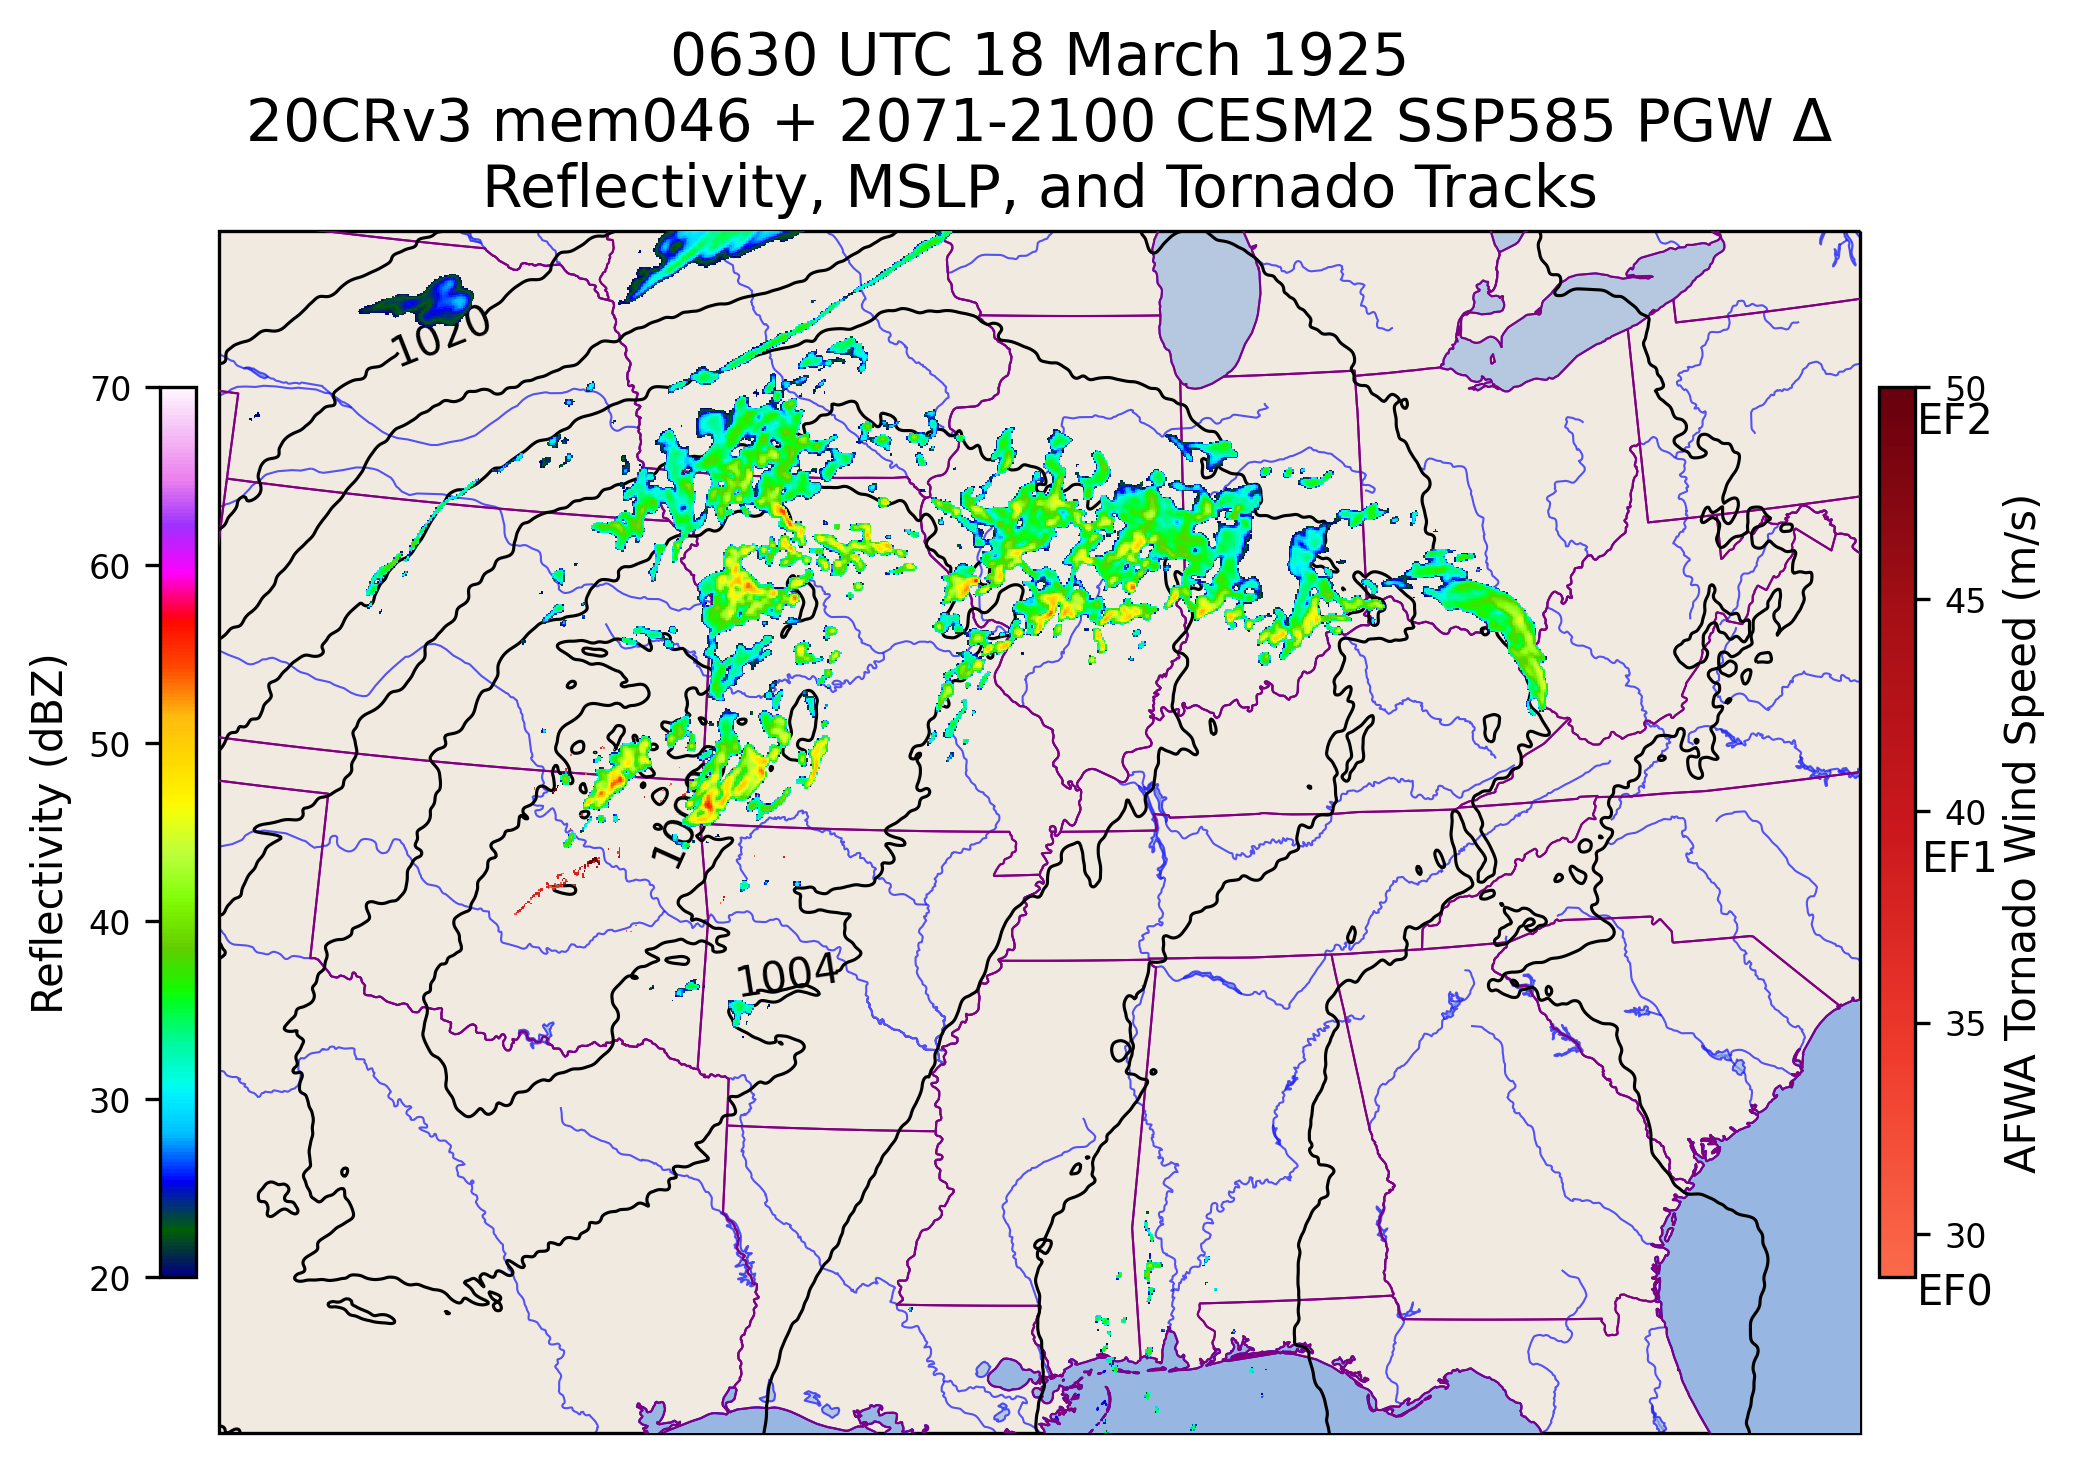 0630 UTC 18 March 1925
20CRv3 mem046 + 2071-2100 CESM2 SSP585 PGW Δ
Reflectivity, MSLP, and Tornado Tracks
1020
1004
70
60
50
40
30
20
Reflectivity (dBZ)
50
EF2
45
40
EF1
35
30
EF0
AFWA Tornado Wind Speed (m/s)